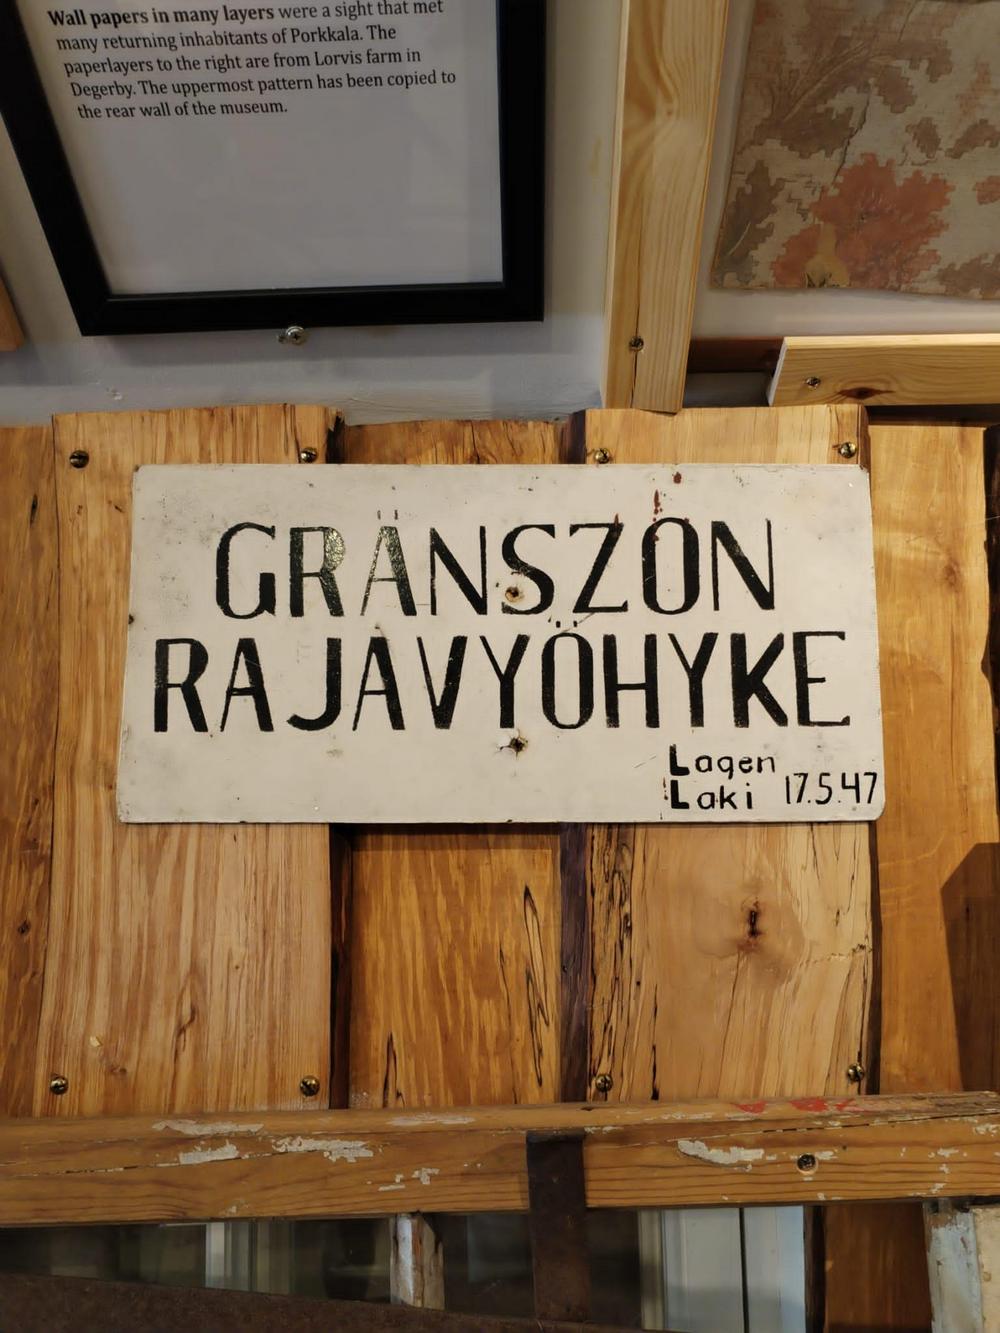 Wall papers in many layers were a sight that met
many returning inhabitants of Porkkala. The
paperlayers to the right are from Lorvis farm in
Degerby. The uppermost pattern has been copied to
the rear wall of the museum.
GRÄNSZON
RAJAVYÖHYKE
Lagen
Laki 17.5.47